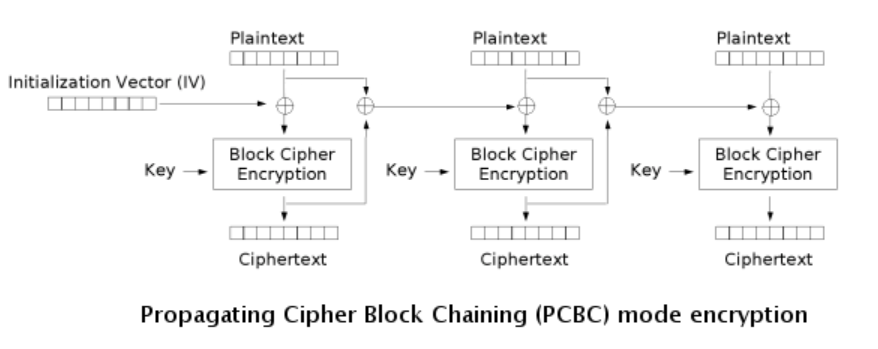 Plaintext Plaintext Plaintext
Initialization Vector (IV)
Key Block Cipher Encryption Key Block Cipher Encryption Key Block Cipher Encryption
Ciphertext Ciphertext Ciphertext
Propagating Cipher Block Chaining (PCBC) mode encryption